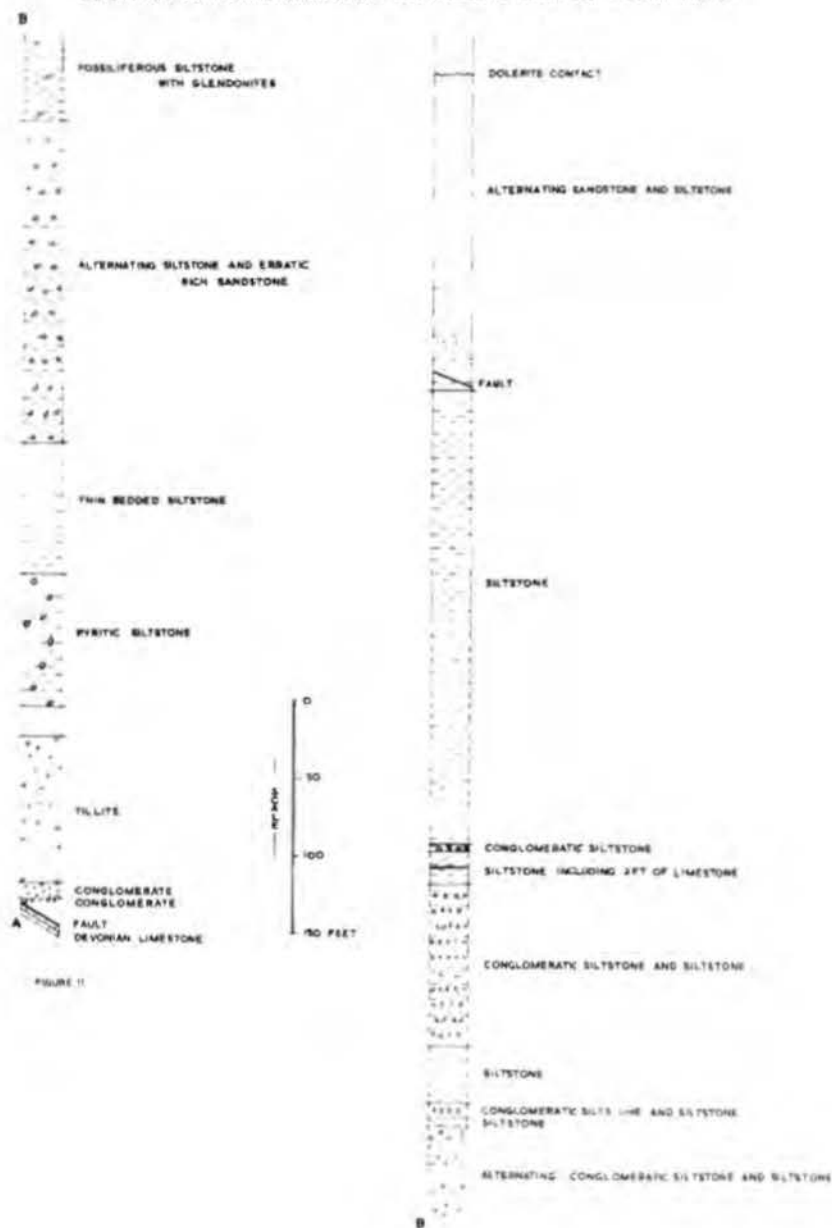 B
FOSSILIFEROUS SILTSTONE
WITH GLENDONITES
ALTERNATING SILTSTONE AND ERRATIC
RICH SANDSTONE
THIN BEDDED SILTSTONE
PYRITIC SILTSTONE
TILLITE
CONGLOMERATE
CONGLOMERATE
FAULT
A
DEVONIAN LIMESTONE
FIGURE 11
SCALE
0
50
100
150 FEET
DOLERITE CONTACT
ALTERNATING SANDSTONE AND SILTSTONE
FAULT
SILTSTONE
CONGLOMERATIC SILTSTONE
SILTSTONE INCLUDING 2FT OF LIMESTONE
CONGLOMERATIC SILTSTONE AND SILTSTONE
SILTSTONE
CONGLOMERATIC AND SILTSTONE
SILTSTONE
ALTERNATING CONGLOMERATIC SILTSTONE AND SILTSTONE
B